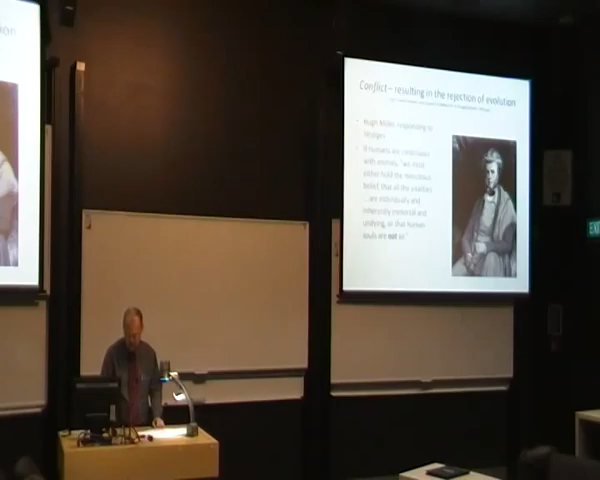 Conflict – resulting in the rejection of evolution
• Hugh Miller, responding to
Vestiges
• If humans are continuous
with animals, "we must
either hold the monstrous
belief that all the vitalities
... are individually and
inherently immortal and
undying, or that human
souls are not so."
EXI